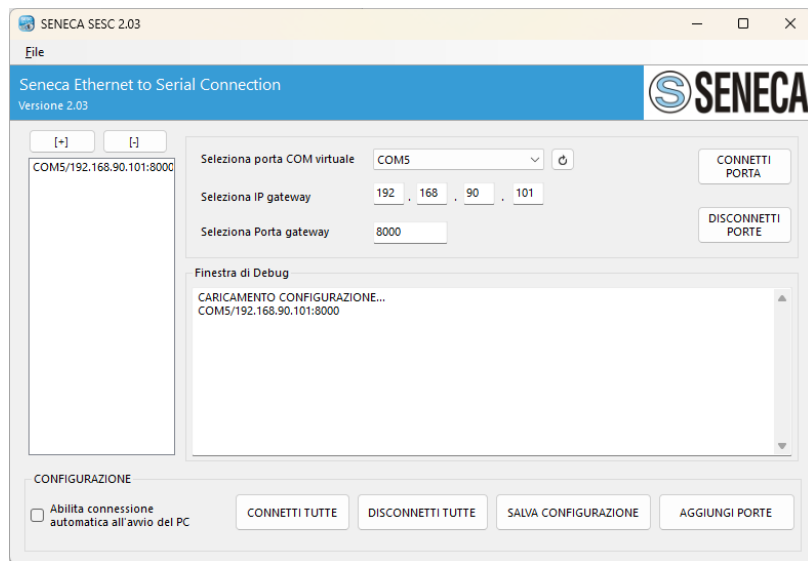 SENECA SESC 2.03
File
Seneca Ethernet to Serial Connection
Versione 2.03
SENECA
[+]
[-]
COM5/192.168.90.101:8000
Seleziona porta COM virtuale
COM5
CONNETTI
PORTA
Seleziona IP gateway
192 . 168 . 90 . 101
Seleziona Porta gateway
8000
DISCONNETTI
PORTE
Finestra di Debug
CARICAMENTO CONFIGURAZIONE...
COM5/192.168.90.101:8000
CONFIGURAZIONE
Abilita connessione
automatica all'avvio del PC
CONNETTI TUTTE
DISCONNETTI TUTTE
SALVA CONFIGURAZIONE
AGGIUNGI PORTE